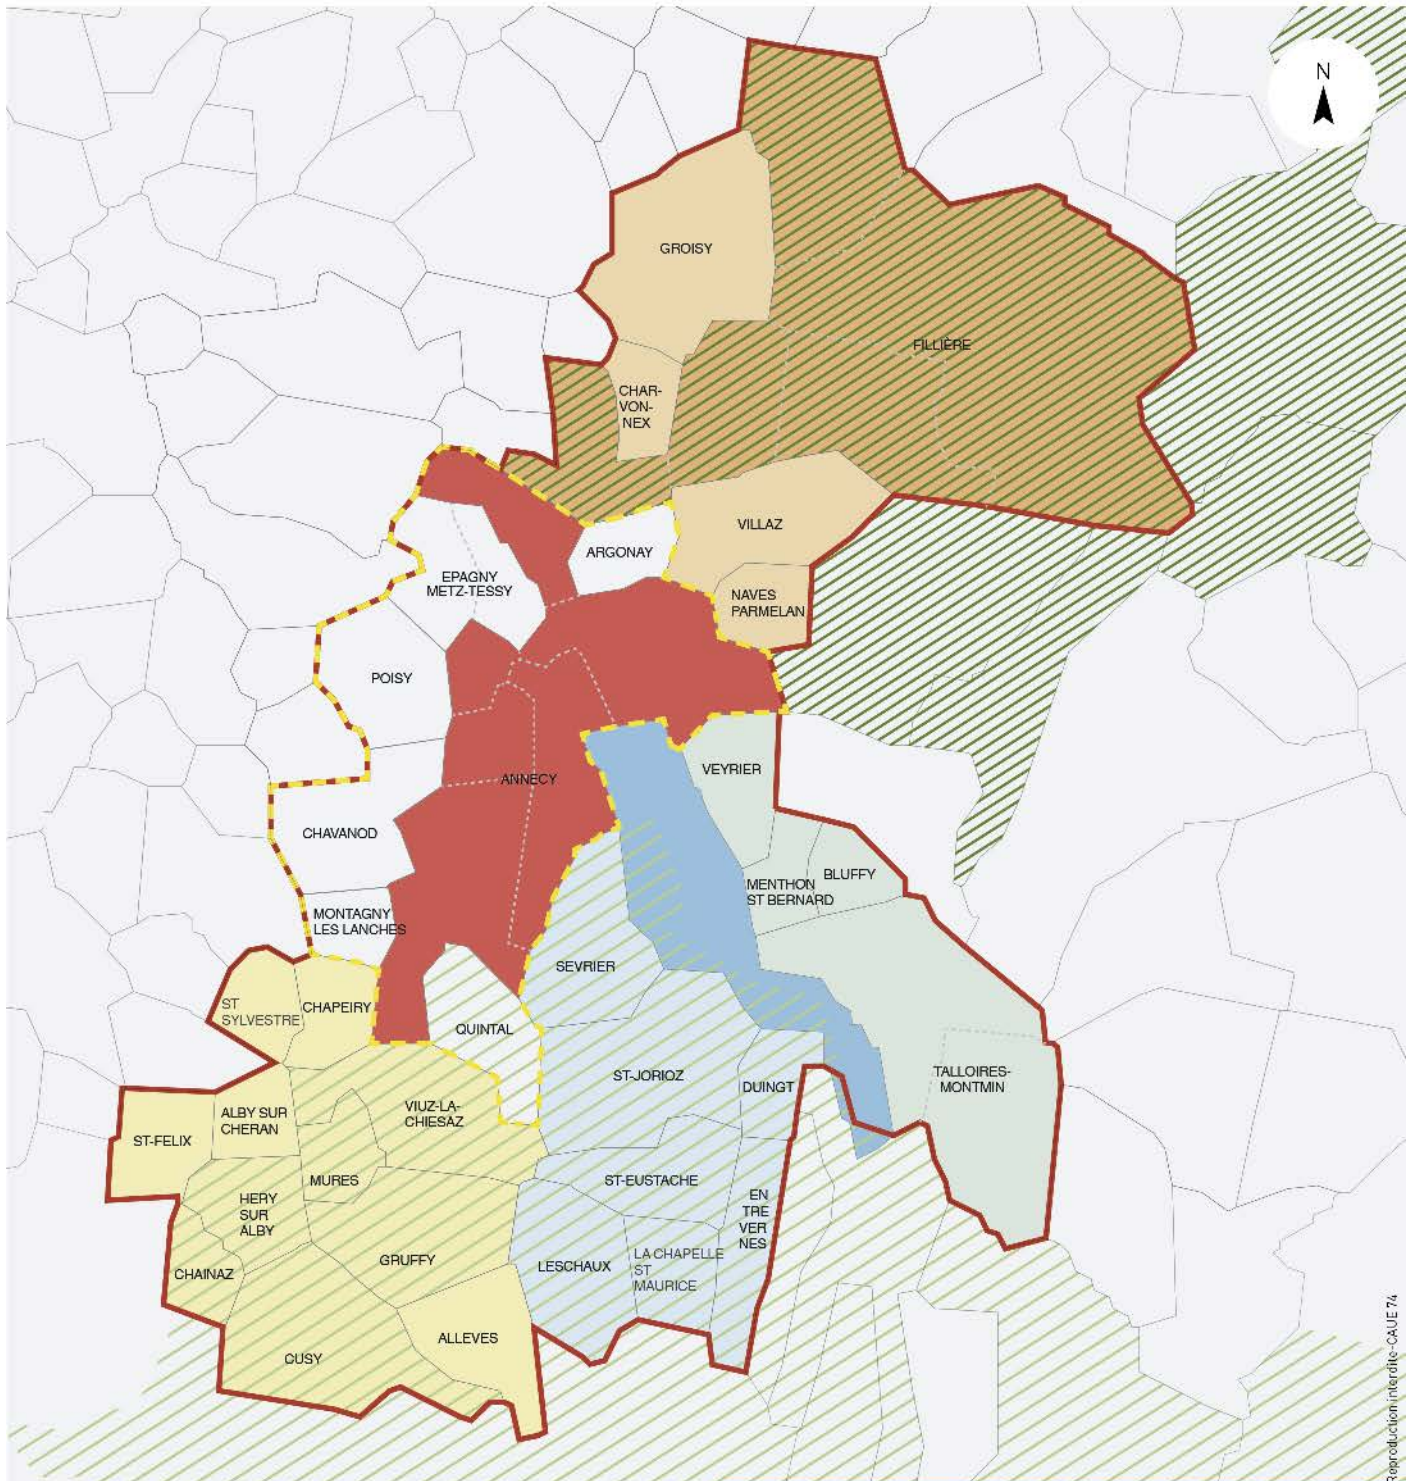 N
GROISY
FILLIÈRE
CHAR-
VON-
NEX
VILLAZ
ARGONAY
EPAGNY
METZ-TESSY
NAVES
PARMELAN
POISY
VEYRIER
ANNECY
CHAVANOD
BLUFFY
MENTHON
ST BERNARD
MONTAGNY
LES LANCHES
SEVRIER
ST
SYLVESTRE
CHAPEIRY
QUINTAL
TALLOIRES-
MONTMIN
ST-JORIOZ
DUINGT
VIUZ-LA-
CHIESAZ
ALBY SUR
CHERAN
ST-FELIX
MURES
ST-EUSTACHE
HERY
SUR
ALBY
EN
TRE
VER
NES
GRUFFY
LESCHAUX
LA CHAPELLE
ST
MAURICE
CHAINAZ
ALLEVES
CUSY
Reproduction interdite-CAUE 74